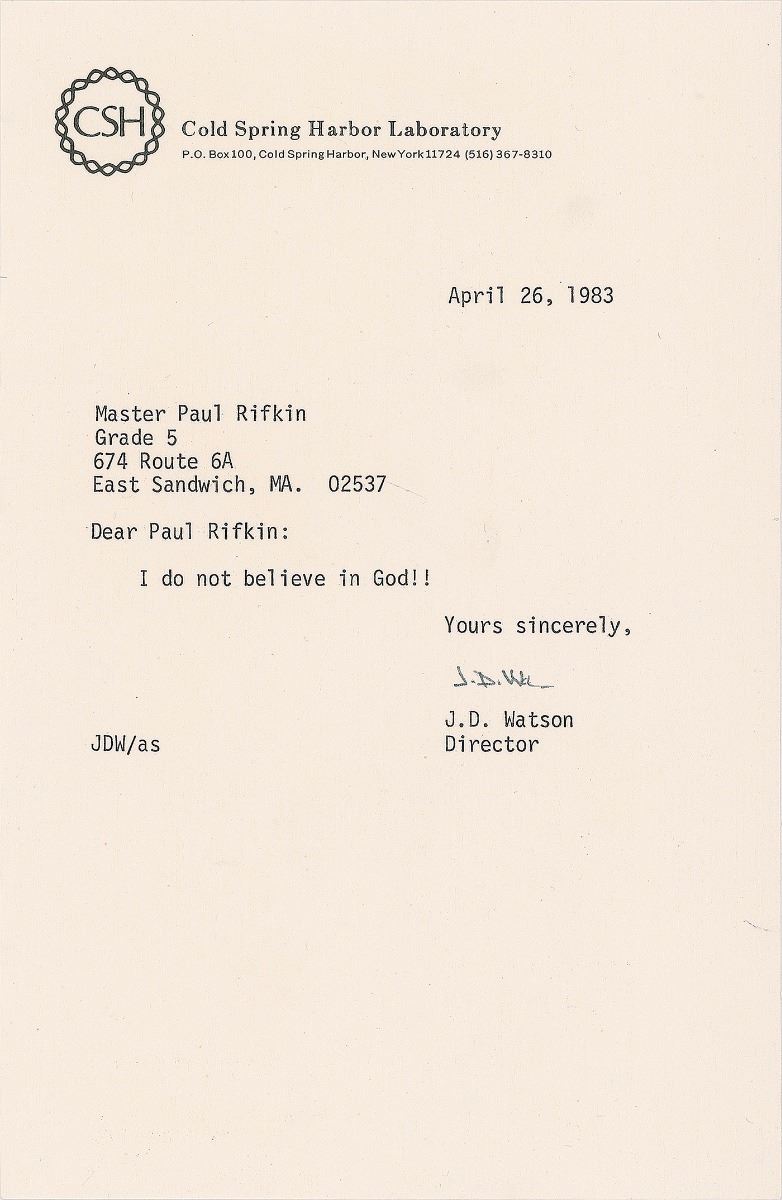 CSH
Cold Spring Harbor Laboratory
P.O. Box 100, Cold Spring Harbor, New York 11724 (516) 367-8310
April 26, 1983
Master Paul Rifkin
Grade 5
674 Route 6A
East Sandwich, MA. 02537
Dear Paul Rifkin:
I do not believe in God!!
Yours sincerely,
J.D. Wa
J.D. Watson
JDW/as Director